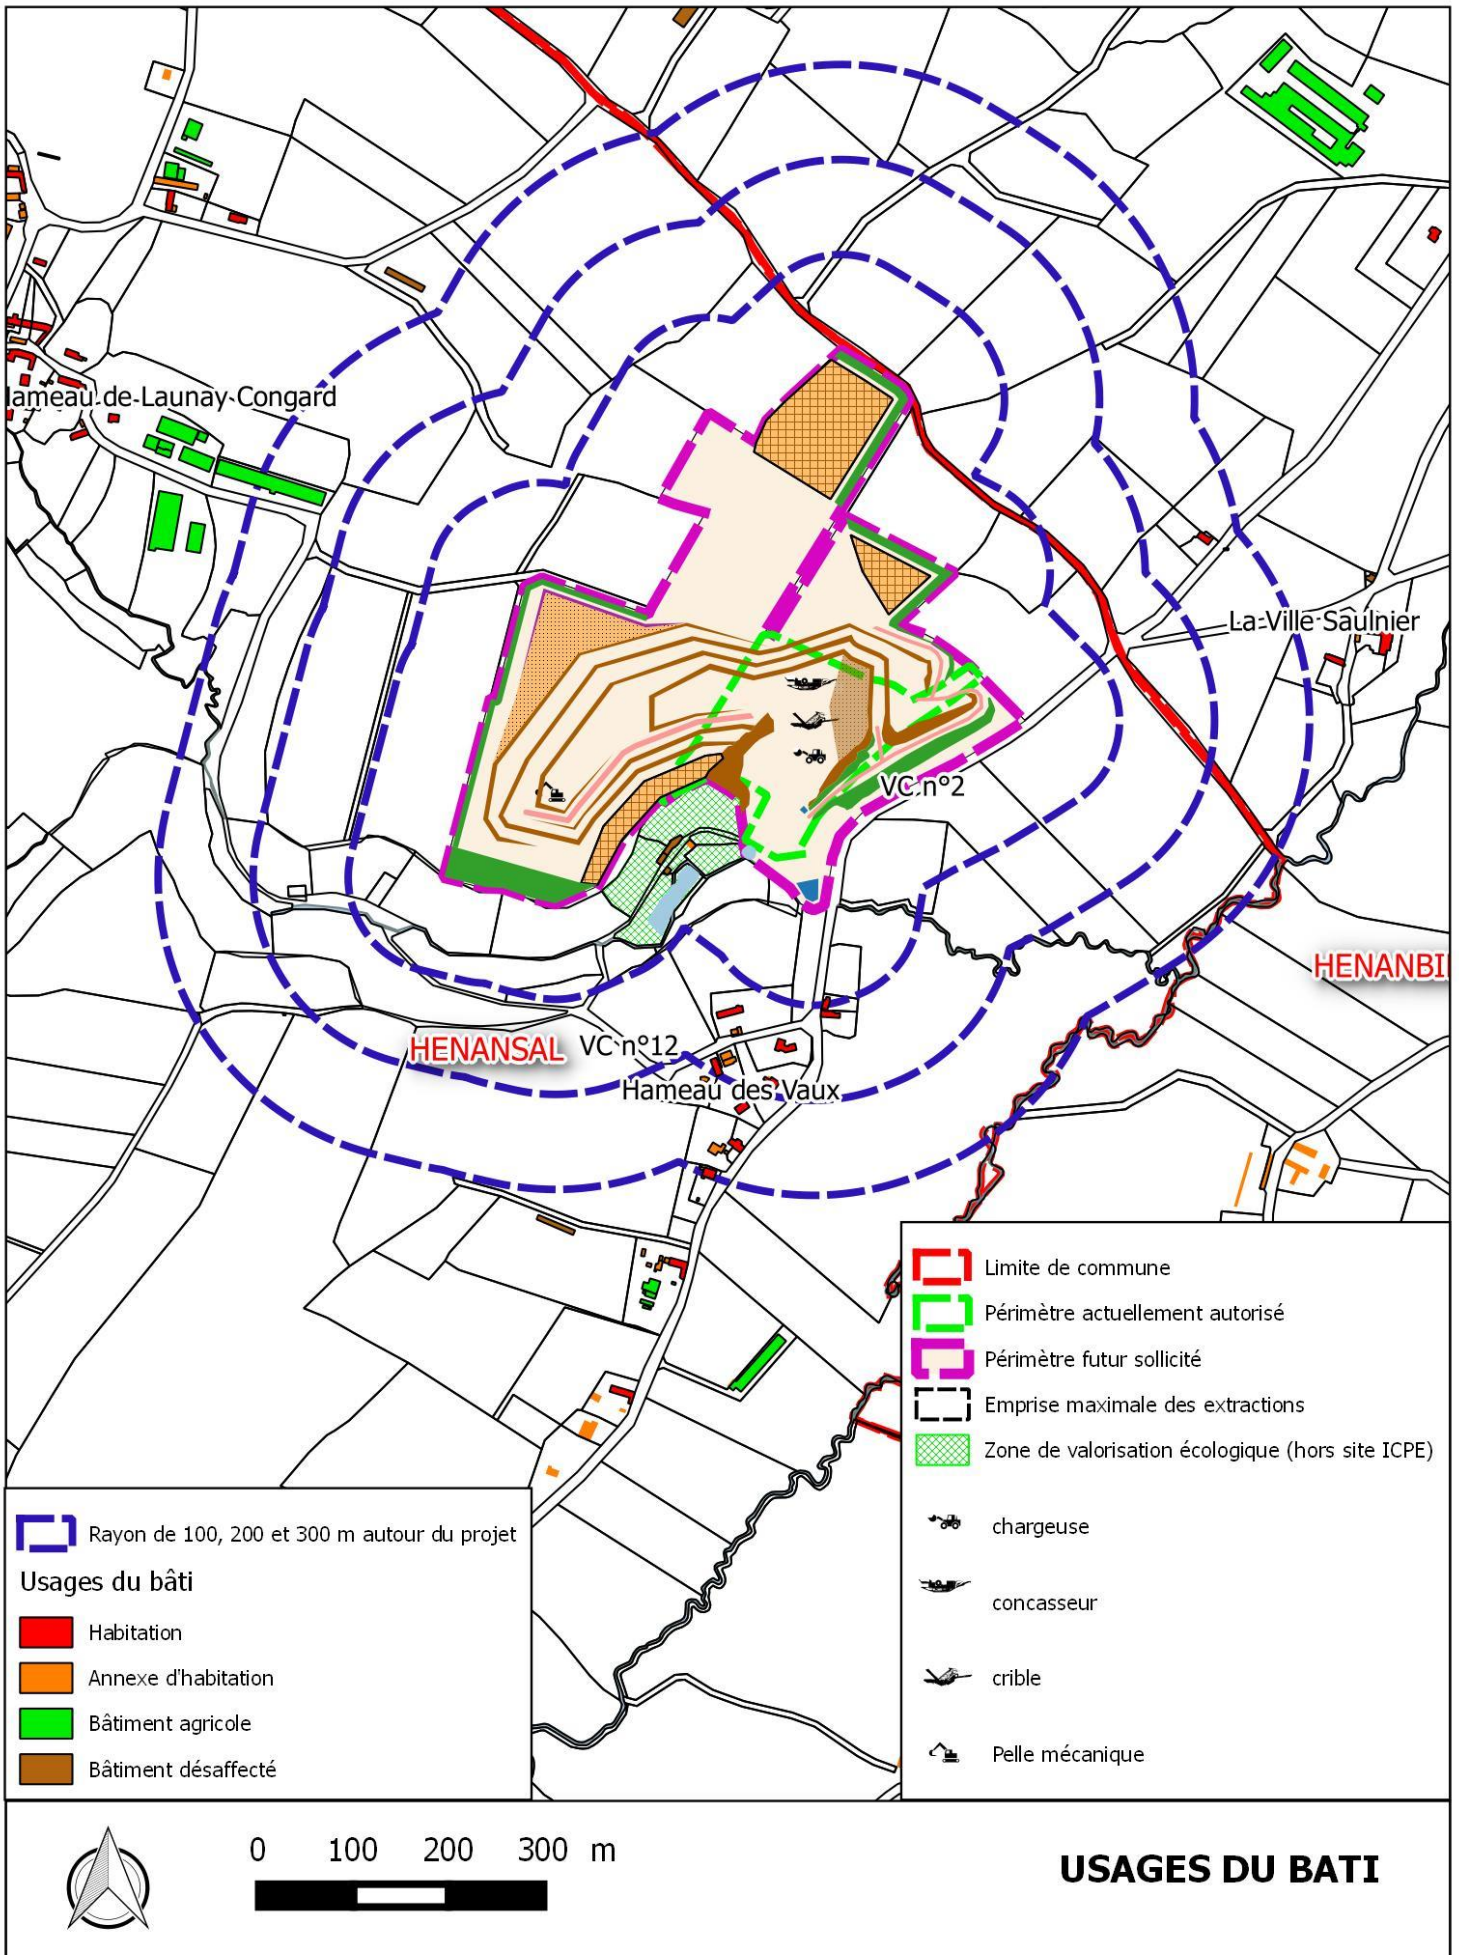 Hameau de Launay Congard
La Ville Saulnier
VC n°2
HENANBI
HENANSAL
VC n°12
Hameau des Vaux
Limite de commune
Périmètre actuellement autorisé
Périmètre futur sollicité
Emprise maximale des extractions
Zone de valorisation écologique (hors site ICPE)
chargeuse
concasseur
crible
Pelle mécanique
Rayon de 100, 200 et 300 m autour du projet
Usages du bâti
Habitation
Annexe d'habitation
Bâtiment agricole
Bâtiment désaffecté
0 100 200 300 m
USAGES DU BATI